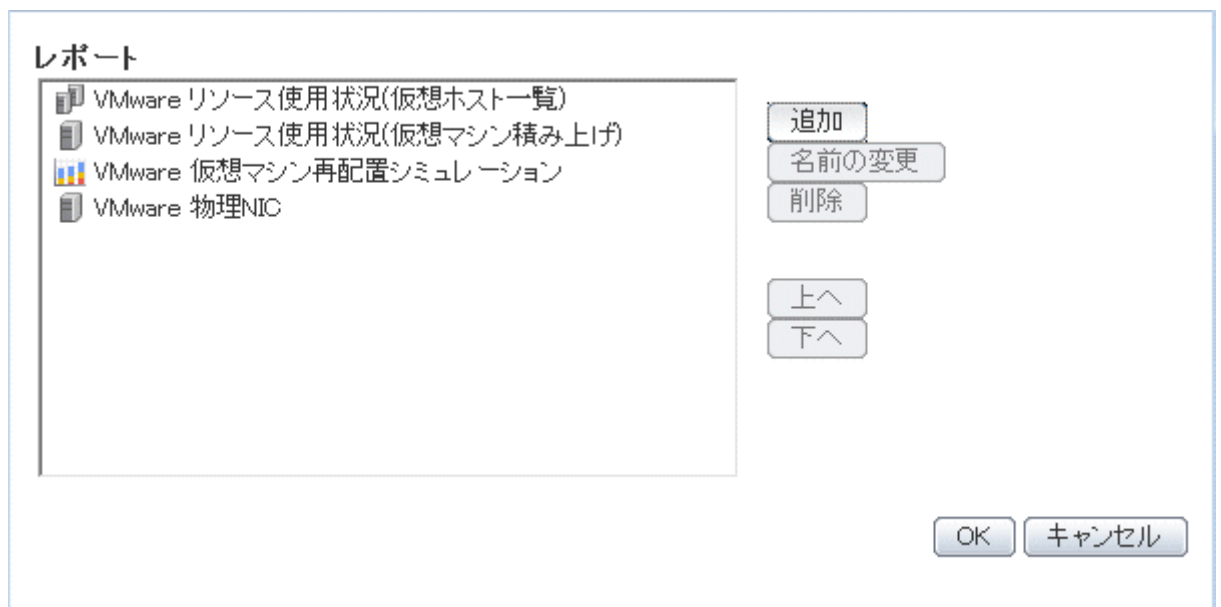 レポート
VMware リソース使用状況(仮想ホスト一覧)
VMware リソース使用状況(仮想マシン積み上げ)
VMware 仮想マシン再配置シミュレーション
VMware 物理NIC
追加
名前の変更
削除
上へ
下へ
OK キャンセル